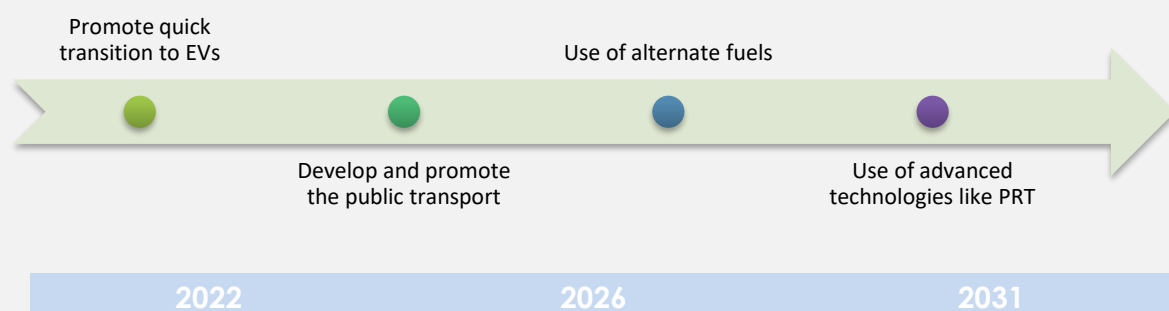 Promote quick
transition to EVs
Use of alternate fuels
Develop and promote
the public transport
Use of advanced
technologies like PRT
2022
2026
2031